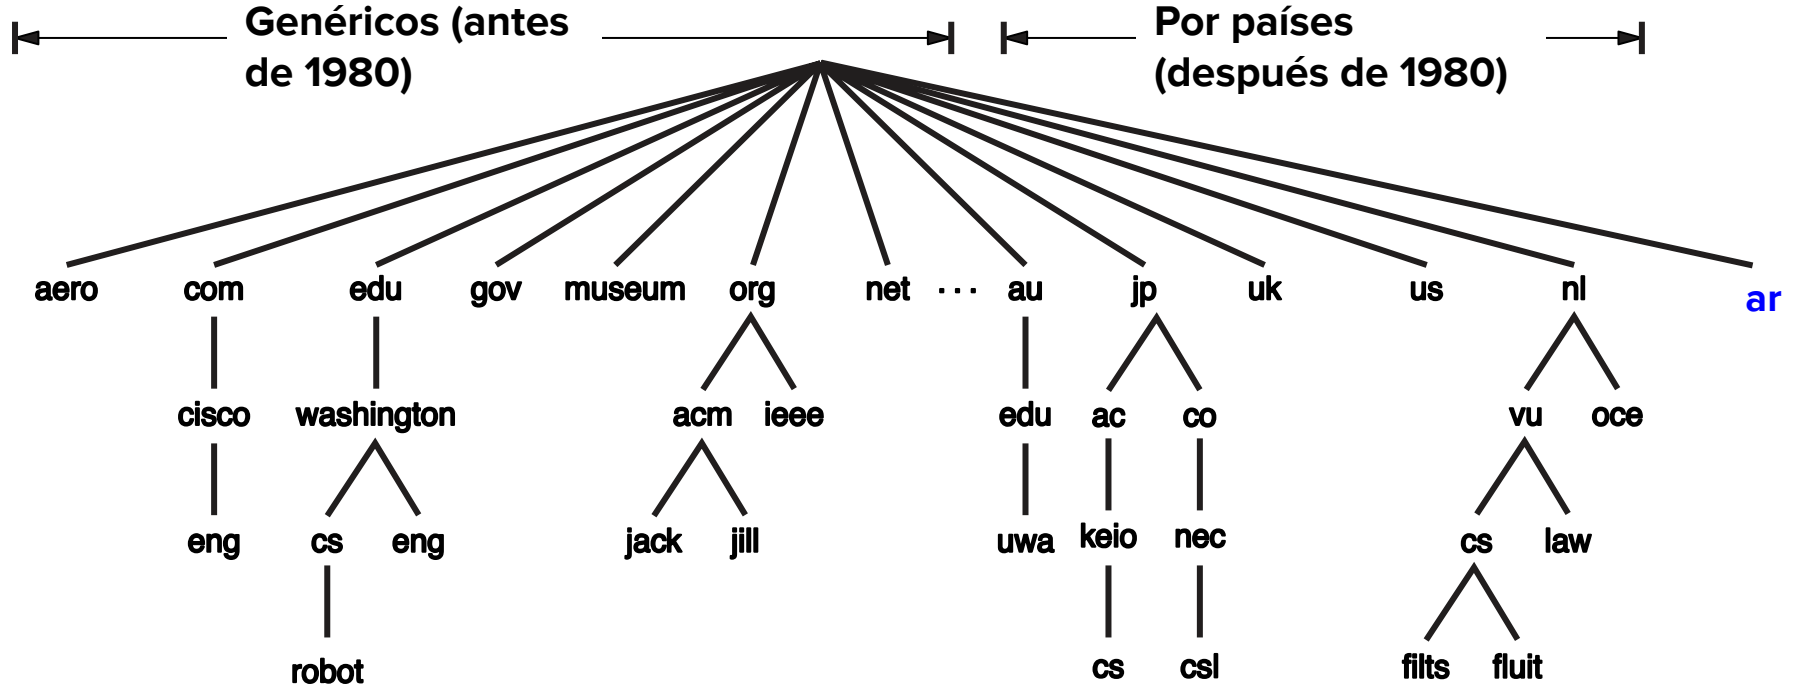 Genéricos (antes
de 1980)
Por países
(después de 1980)
aero com edu gov museum org net ... au jp uk us nl ar
cisco washington acm ieee edu ac co vu oce
eng cs eng jack jill uwa keio nec cs law
robot cs csl filts fluit